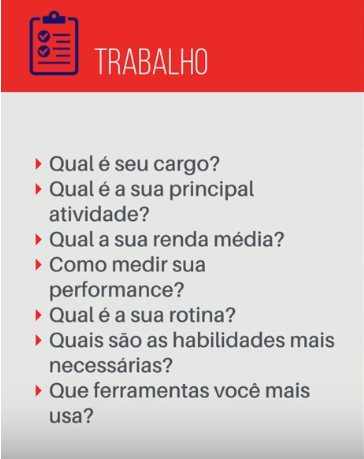 TRABALHO
Qual é seu cargo?
Qual é a sua principal
atividade?
Qual a sua renda média?
Como medir sua
performance?
Qual é a sua rotina?
Quais são as habilidades mais
necessárias?
Que ferramentas você mais
usa?